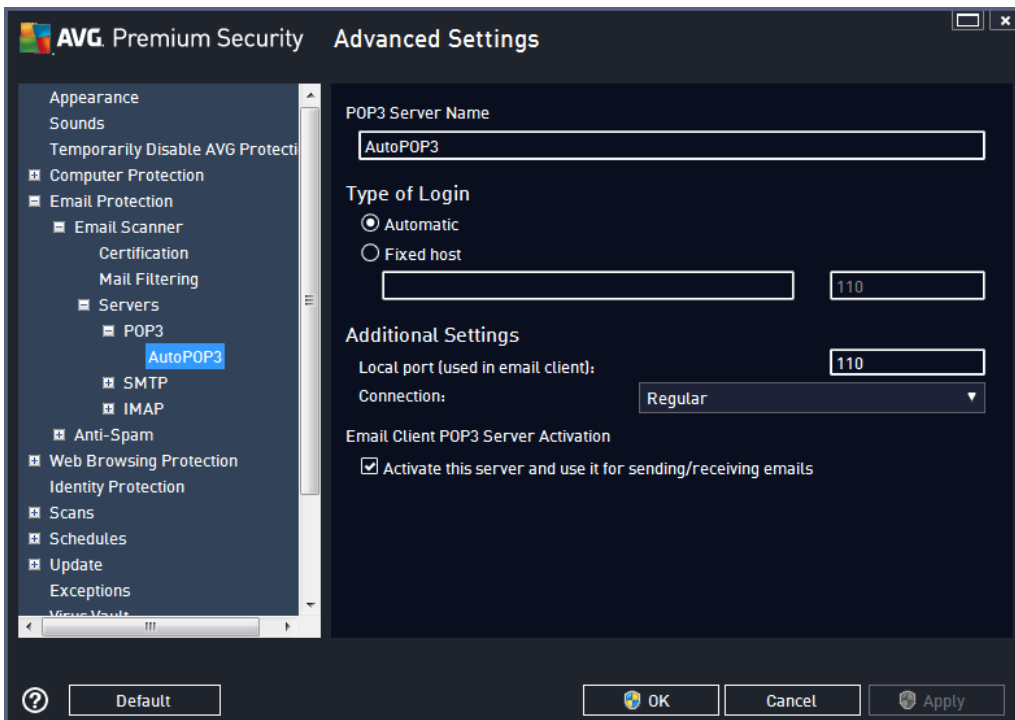 AVG. Premium Security Advanced Settings
Appearance
Sounds
Temporarily Disable AVG Protecti
Computer Protection
Email Protection
Email Scanner
Certification
Mail Filtering
Servers
POP3
AutoPOP3
SMTP
IMAP
Anti-Spam
Web Browsing Protection
Identity Protection
Scans
Schedules
Update
Exceptions
Virus Vault
POP3 Server Name
AutoPOP3
Type of Login
Automatic
Fixed host
110
Additional Settings
Local port (used in email client): 110
Connection: Regular
Email Client POP3 Server Activation
Activate this server and use it for sending/receiving emails
Default OK Cancel Apply